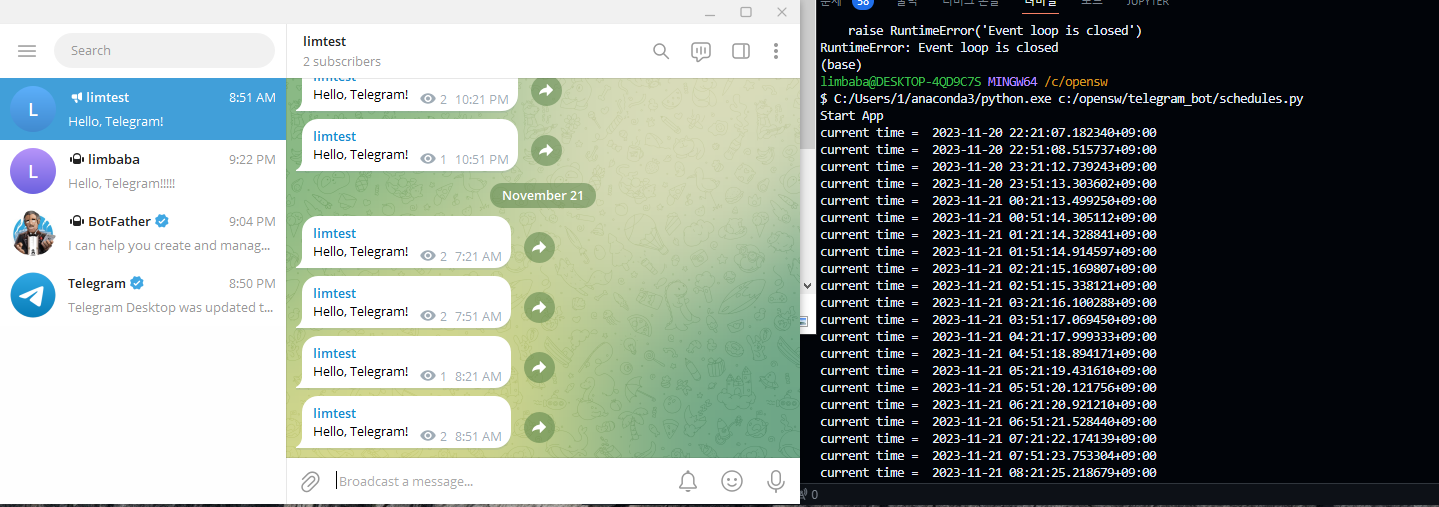 Search
limtest 8:51 AM
Hello, Telegram!
limbaba 9:22 PM
Hello, Telegram!!!!!
BotFather 9:04 PM
I can help you create and manag...
Telegram 8:50 PM
Telegram Desktop was updated t...
limtest
2 subscribers
Hello, Telegram! 2 10:21 PM
limtest
Hello, Telegram! 1 10:51 PM
November 21
limtest
Hello, Telegram! 2 7:21 AM
limtest
Hello, Telegram! 2 7:51 AM
limtest
Hello, Telegram! 1 8:21 AM
limtest
Hello, Telegram! 2 8:51 AM
Broadcast a message...
58 JUPYTER
raise RuntimeError('Event loop is closed')
RuntimeError: Event loop is closed
(base)
limbaba@DESKTOP-4QD9C7S MINGW64 /c/opensw
$ C:/Users/1/anaconda3/python.exe c:/opensw/telegram_bot/schedules.py
Start App
current time =  2023-11-20 22:21:07.182340+09:00
current time =  2023-11-20 22:51:08.515737+09:00
current time =  2023-11-20 23:21:12.739243+09:00
current time =  2023-11-20 23:51:13.303602+09:00
current time =  2023-11-21 00:21:13.499250+09:00
current time =  2023-11-21 00:51:14.305112+09:00
current time =  2023-11-21 01:21:14.328841+09:00
current time =  2023-11-21 01:51:14.914597+09:00
current time =  2023-11-21 02:21:15.169807+09:00
current time =  2023-11-21 02:51:15.338121+09:00
current time =  2023-11-21 03:21:16.100288+09:00
current time =  2023-11-21 03:51:17.069450+09:00
current time =  2023-11-21 04:21:17.999333+09:00
current time =  2023-11-21 04:51:18.894171+09:00
current time =  2023-11-21 05:21:19.431610+09:00
current time =  2023-11-21 05:51:20.121756+09:00
current time =  2023-11-21 06:21:20.921210+09:00
current time =  2023-11-21 06:51:21.528440+09:00
current time =  2023-11-21 07:21:22.174139+09:00
current time =  2023-11-21 07:51:23.753304+09:00
current time =  2023-11-21 08:21:25.218679+09:00
0